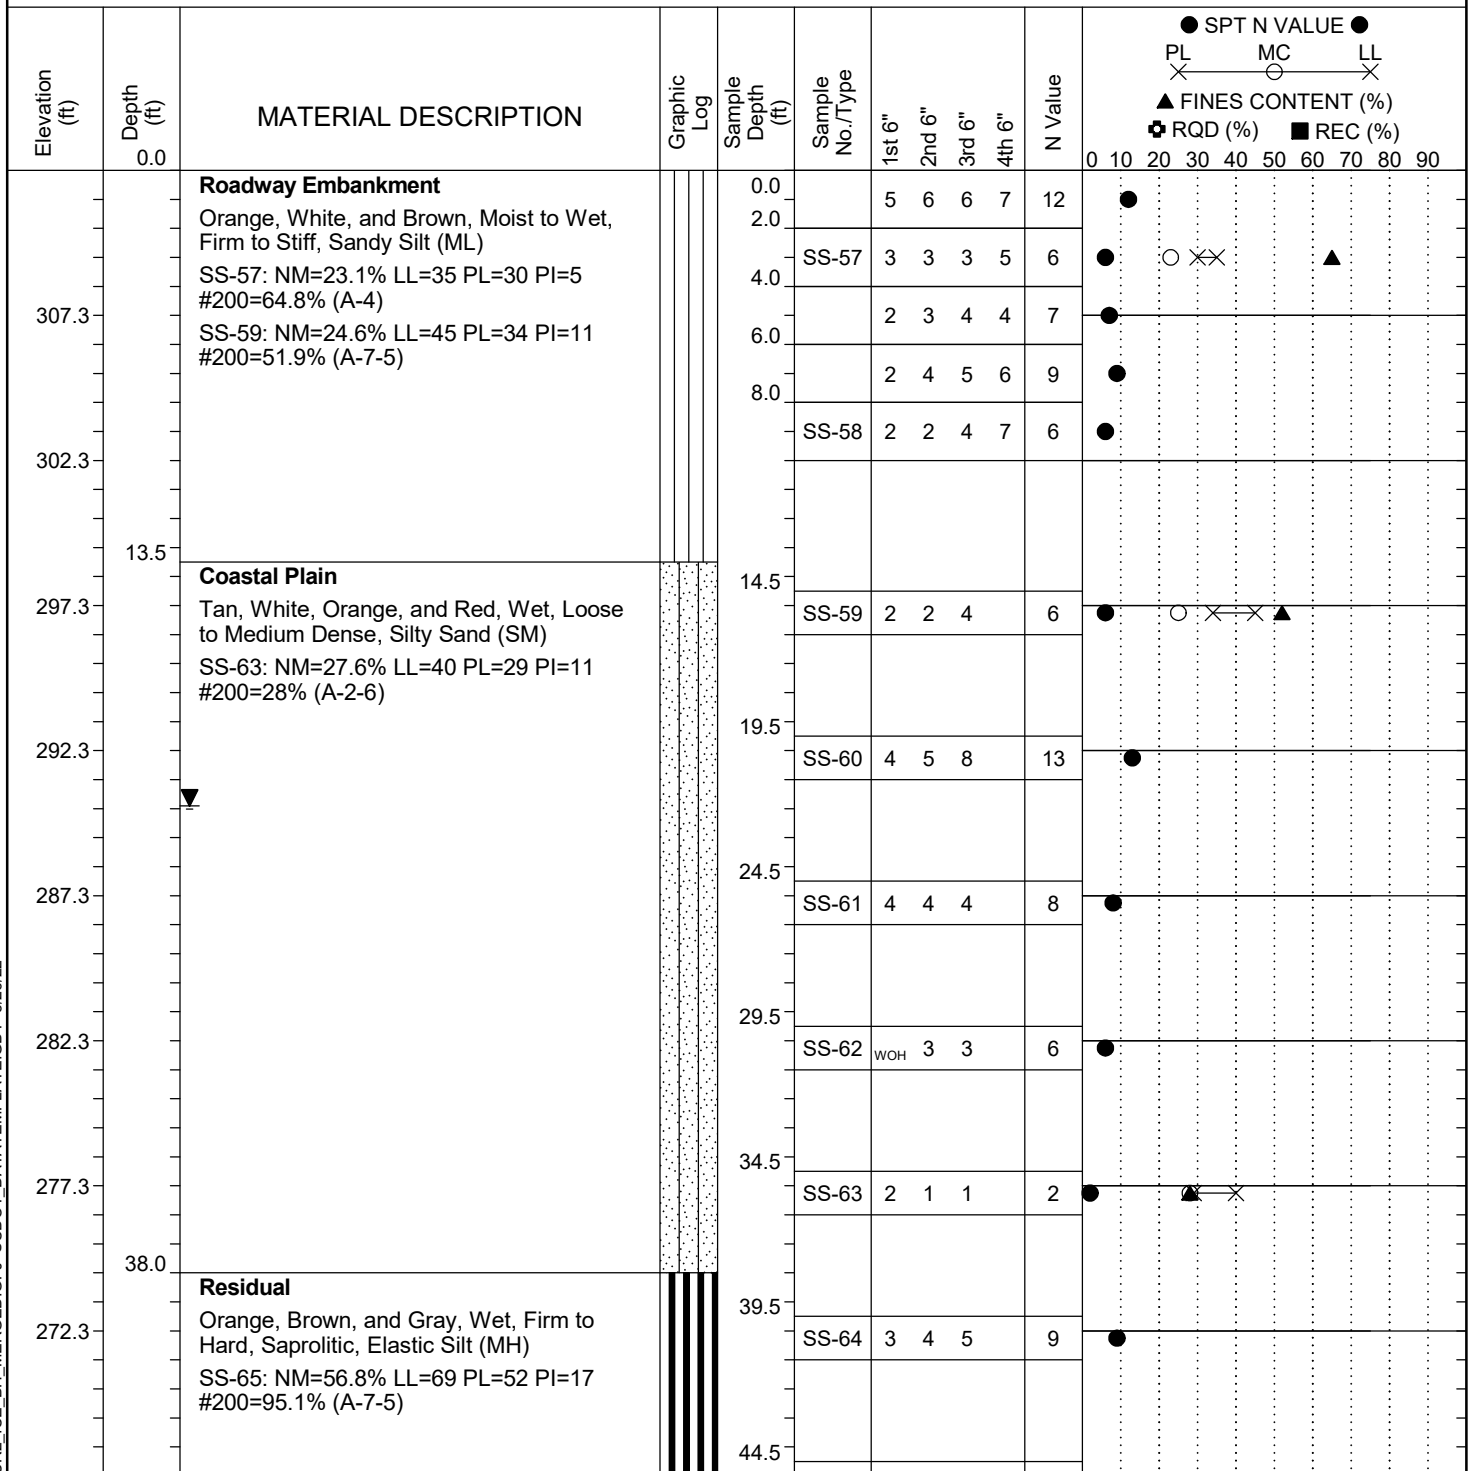 ● SPT N VALUE ●
PL MC LL
▲ FINES CONTENT (%)
RQD (%) ■ REC (%)
Elevation (ft)
Depth (ft)
MATERIAL DESCRIPTION
Graphic Log
Sample Depth (ft)
Sample No./Type
1st 6"
2nd 6"
3rd 6"
4th 6"
N Value
0.0
0 10 20 30 40 50 60 70 80 90
Roadway Embankment
Orange, White, and Brown, Moist to Wet,
Firm to Stiff, Sandy Silt (ML)
SS-57: NM=23.1% LL=35 PL=30 PI=5
#200=64.8% (A-4)
SS-59: NM=24.6% LL=45 PL=34 PI=11
#200=51.9% (A-7-5)
0.0
5 6 6 7 12
2.0
SS-57 3 3 3 5 6
4.0
307.3
2 3 4 4 7
6.0
2 4 5 6 9
8.0
SS-58 2 2 4 7 6
302.3
13.5
Coastal Plain
Tan, White, Orange, and Red, Wet, Loose
to Medium Dense, Silty Sand (SM)
SS-63: NM=27.6% LL=40 PL=29 PI=11
#200=28% (A-2-6)
14.5
297.3
SS-59 2 2 4 6
19.5
292.3
SS-60 4 5 8 13
24.5
287.3
SS-61 4 4 4 8
29.5
282.3
SS-62 WOH 3 3 6
34.5
277.3
SS-63 2 1 1 2
38.0
Residual
Orange, Brown, and Gray, Wet, Firm to
Hard, Saprolitic, Elastic Silt (MH)
SS-65: NM=56.8% LL=69 PL=52 PI=17
#200=95.1% (A-7-5)
39.5
272.3
SS-64 3 4 5 9
44.5